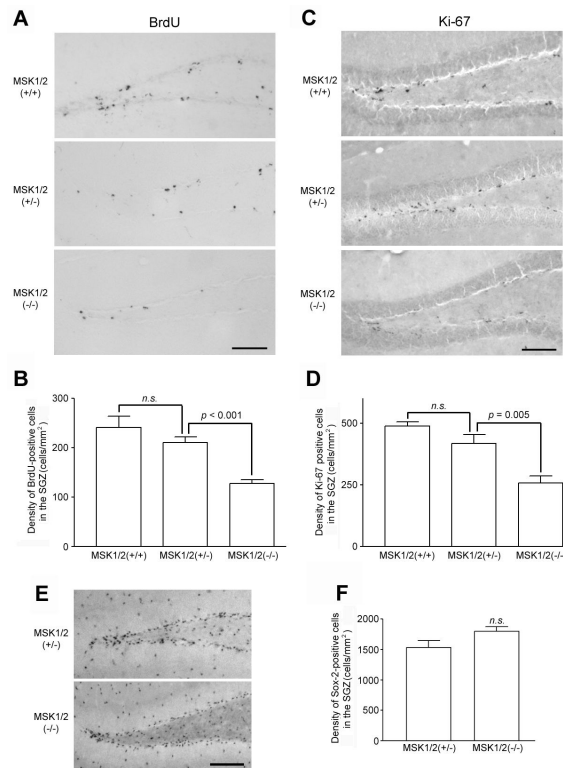 A
BrdU
MSK1/2
(+/+)
MSK1/2
(+/-)
MSK1/2
(-/-)
B
300
200
100
0
Density of BrdU-positive cells
in the SGZ (cells/mm²)
n.s.
p < 0.001
MSK1/2(+/+) MSK1/2(+/-) MSK1/2(-/-)
C
Ki-67
MSK1/2
(+/+)
MSK1/2
(+/-)
MSK1/2
(-/-)
D
500
250
0
Density of Ki-67 positive cells
in the SGZ (cells/mm²)
n.s.
p = 0.005
MSK1/2(+/+) MSK1/2(+/-) MSK1/2(-/-
E
MSK1/2
(+/-)
MSK1/2
(-/-)
F
2000
1500
1000
500
0
Density of Sox-2-positive cells
in the SGZ (cells/mm²)
n.s.
MSK1/2(+/-) MSK1/2(-/-)